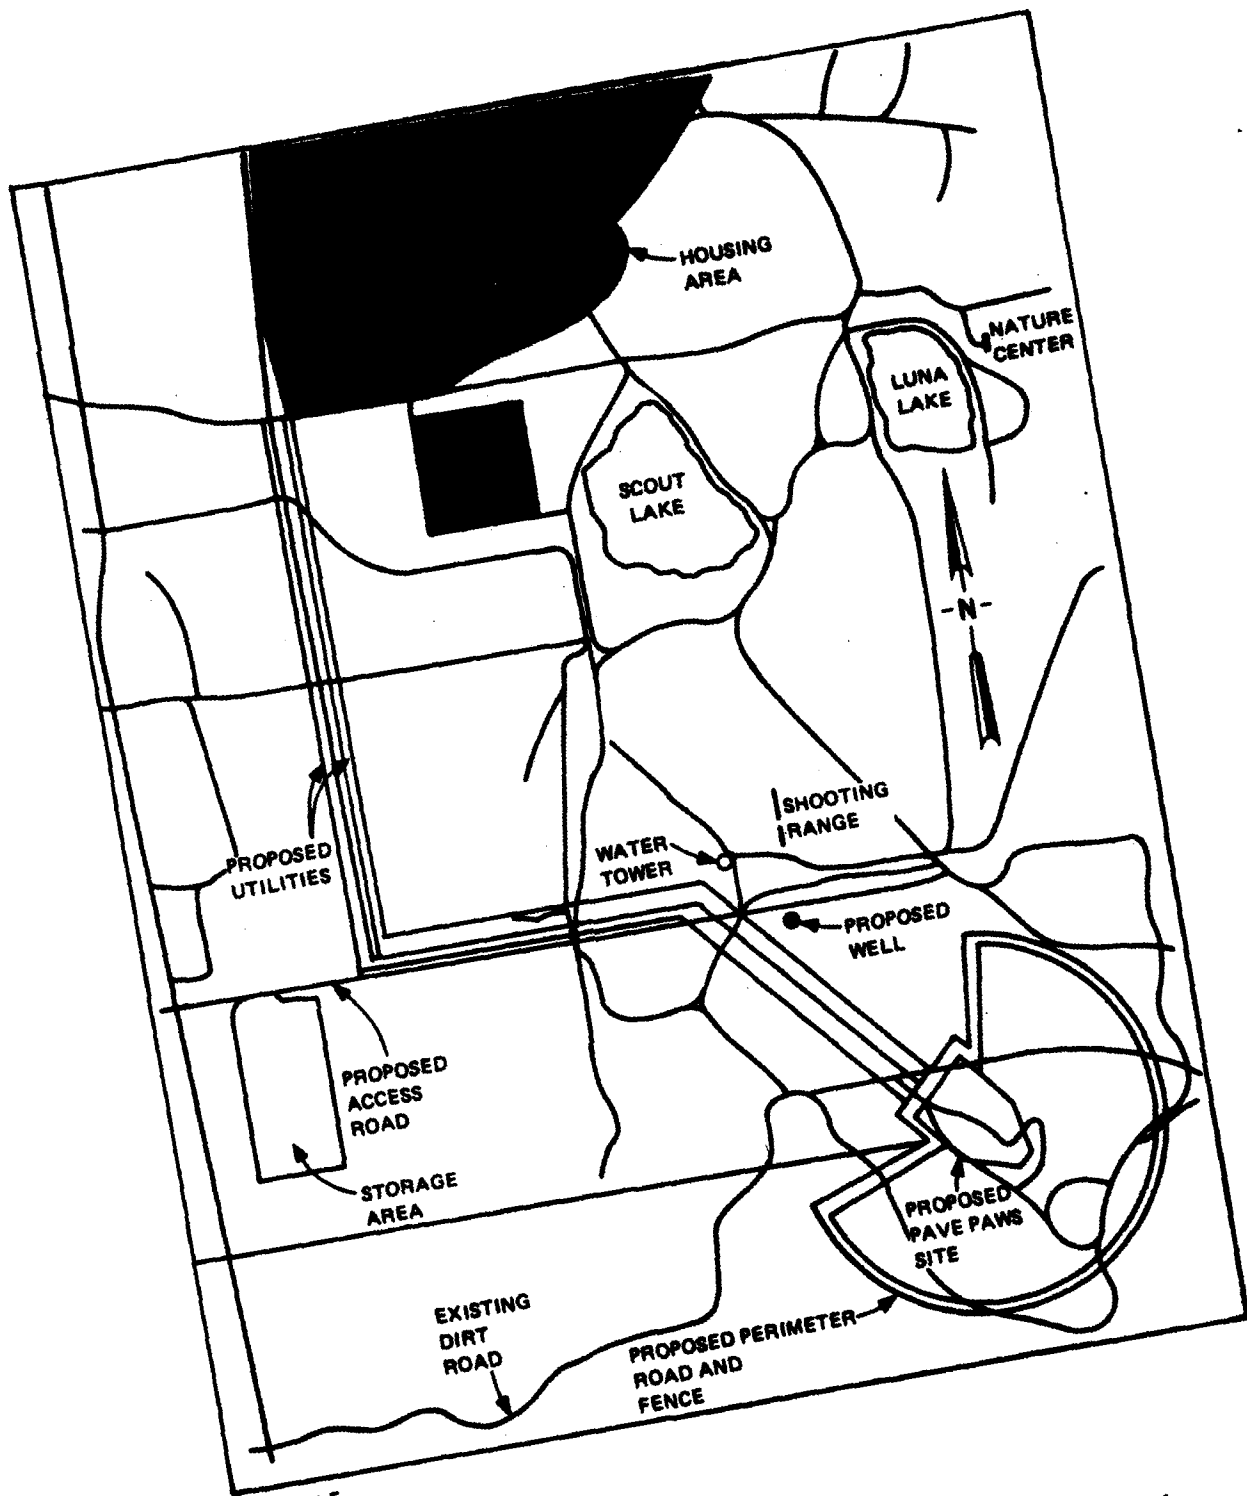 HOUSING
AREA
NATURE
CENTER
LUNA
LAKE
SCOUT
LAKE
-N-
SHOOTING
RANGE
WATER
TOWER
PROPOSED
UTILITIES
PROPOSED
WELL
PROPOSED
ACCESS
ROAD
STORAGE
AREA
PROPOSED
PAVE PAWS
SITE
EXISTING
DIRT
ROAD
PROPOSED PERIMETER
ROAD AND
FENCE